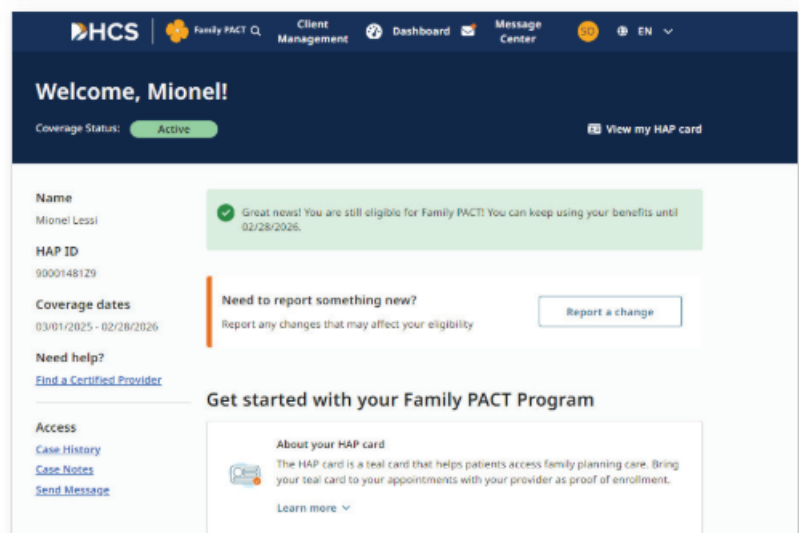 DHCS
Family PACT
Client
Management
Dashboard
Message
Center
SD
EN
Welcome, Mionel!
Coverage Status: Active
View my HAP card
Name
Mionel Lessi
HAP ID
9000148129
Coverage dates
03/01/2025 - 02/28/2026
Need help?
Find a Certified Provider
Access
Case History
Case Notes
Send Message
Great news! You are still eligible for Family PACT! You can keep using your benefits until
02/28/2026.
Need to report something new?
Report any changes that may affect your eligibility
Report a change
Get started with your Family PACT Program
About your HAP card
The HAP card is a teal card that helps patients access family planning care. Bring
your teal card to your appointments with your provider as proof of enrollment.
Learn more